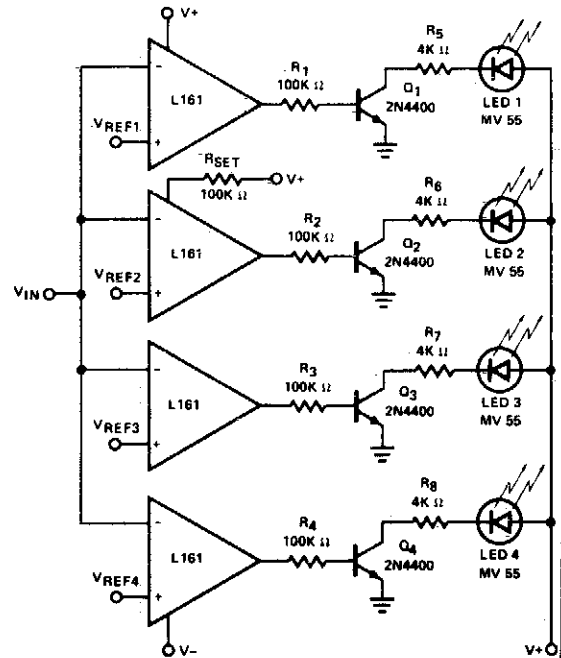 V+
R5
4K Ω
R1
100K Ω
−
L161
Q1
2N4400
LED 1
MV 55
VREF1
+
RSET
100K Ω
V+
R6
4K Ω
R2
100K Ω
−
L161
Q2
2N4400
LED 2
MV 55
VREF2
+
VIN
R7
4K Ω
R3
100K Ω
−
L161
Q3
2N4400
LED 3
MV 55
VREF3
+
R8
4K Ω
R4
100K Ω
−
L161
Q4
2N4400
LED 4
MV 55
VREF4
+
V−
V+